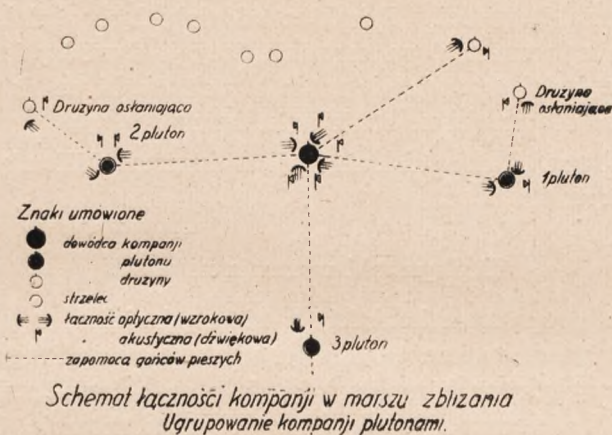 Drużyna osłaniająca
2 pluton
Drużyna
osłaniająca
1 pluton
Znaki umówione
dowódca kompanji
plutonu
drużyny
strzelec
łączność optyczna (wzrokowa)
" akustyczna (dźwiękowa)
zapomocą gońców pieszych
3 pluton
Schemat łączności kompanji w marszu zbliżania
Ugrupowanie kompanji plutonami.